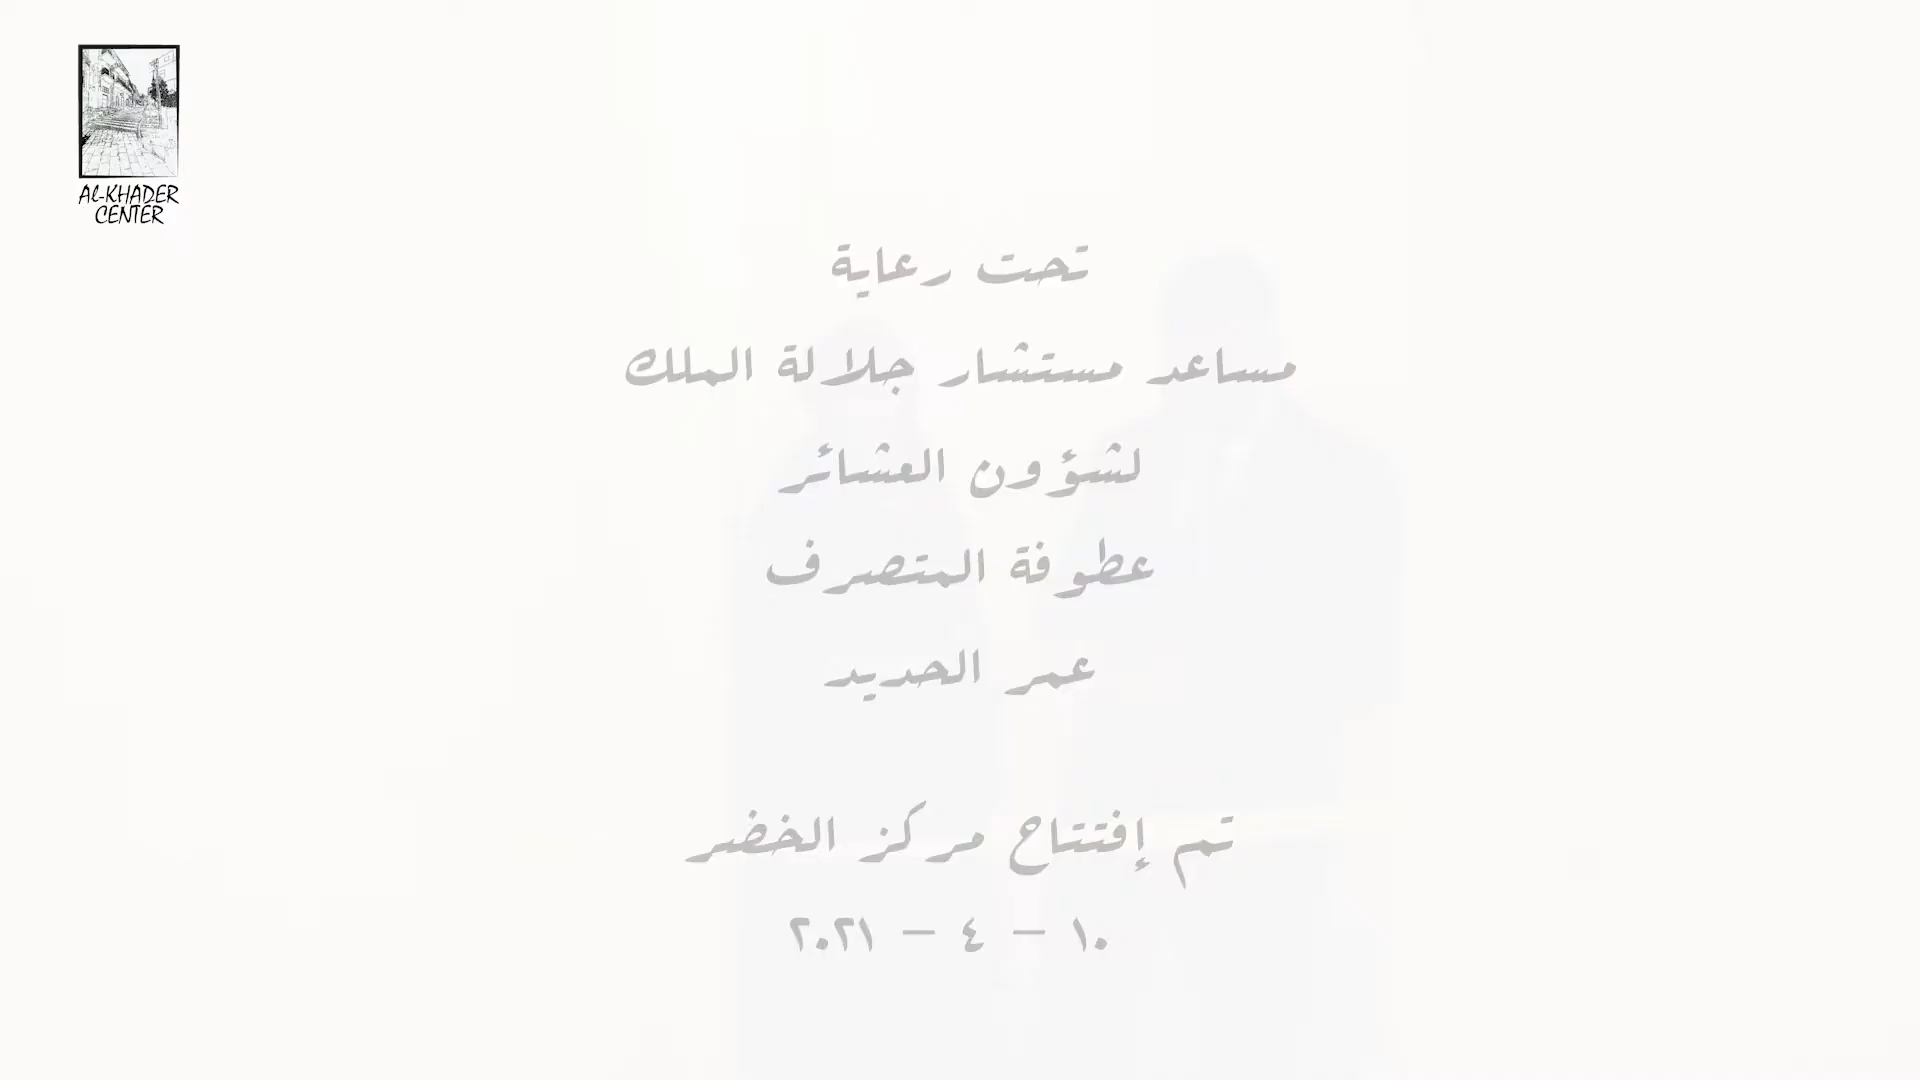 AL-KHADER
CENTER
تحت رعاية
مساعد مستشار جلالة الملك
لشؤون العشائر
عطوفة المتصرف
عمر الحديد
تم إفتتاح مركز الخضر
١٠ - ٤ - ٢٠٢١